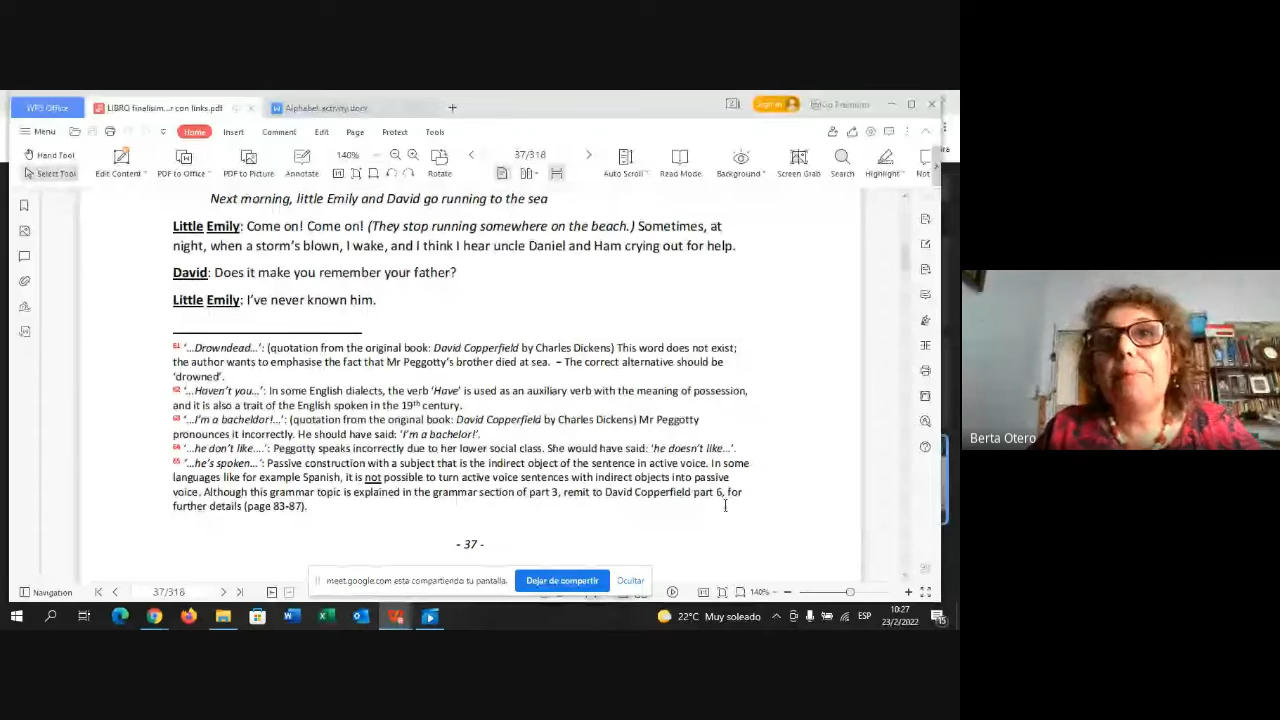 WPS Office
LIBRO finalisim...r con links.pdf
Alphabet activity.docx
+
Sign in
Go Premium
Menu
Home
Insert
Comment
Edit
Page
Protect
Tools
Hand Tool
Select Tool
Edit Content
PDF to Office
PDF to Picture
Annotate
140%
Rotate
37/318
Auto Scroll
Read Mode
Background
Screen Grab
Search
Highlight
Not
Next morning, little Emily and David go running to the sea
Little Emily: Come on! Come on! (They stop running somewhere on the beach.) Sometimes, at
night, when a storm's blown, I wake, and I think I hear uncle Daniel and Ham crying out for help.
David: Does it make you remember your father?
Little Emily: I've never known him.
61 '...Drowndead...': (quotation from the original book: David Copperfield by Charles Dickens) This word does not exist;
the author wants to emphasise the fact that Mr Peggotty's brother died at sea. – The correct alternative should be
'drowned'.
62 '...Haven't you...': In some English dialects, the verb 'Have' is used as an auxiliary verb with the meaning of possession,
and it is also a trait of the English spoken in the 19th century.
63 '...I'm a bacheldor!...': (quotation from the original book: David Copperfield by Charles Dickens) Mr Peggotty
pronounces it incorrectly. He should have said: 'I'm a bachelor!'.
64 '...he don't like....': Peggotty speaks incorrectly due to her lower social class. She would have said: 'he doesn't like...'.
65 '...he's spoken...': Passive construction with a subject that is the indirect object of the sentence in active voice. In some
languages like for example Spanish, it is not possible to turn active voice sentences with indirect objects into passive
voice. Although this grammar topic is explained in the grammar section of part 3, remit to David Copperfield part 6, for
further details (page 83-87).
- 37 -
meet.google.com esta compartiendo tu pantalla.
Dejar de compartir
Ocultar
Navigation
37/318
140%
22°C Muy soleado
ESP
10:27
23/2/2022
15
Berta Otero